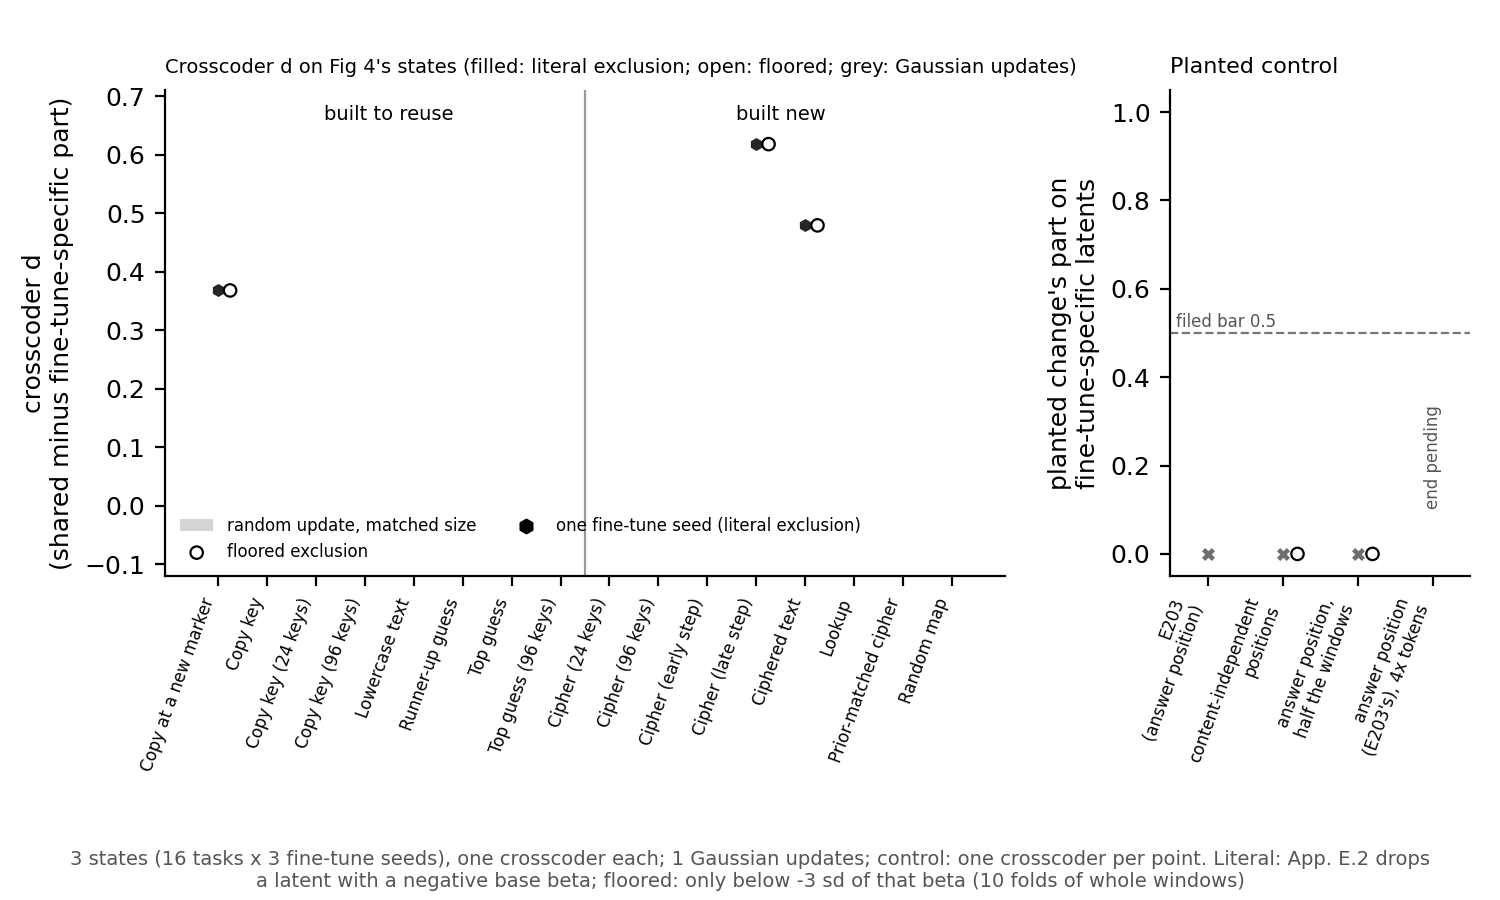 Crosscoder d on Fig 4's states (filled: literal exclusion; open: floored; grey: Gaussian updates)
Planted control
crosscoder d
(shared minus fine-tune-specific part)
0.7
0.6
0.5
0.4
0.3
0.2
0.1
0.0
−0.1
built to reuse
built new
random update, matched size
one fine-tune seed (literal exclusion)
floored exclusion
Copy at a new marker
Copy key
Copy key (24 keys)
Copy key (96 keys)
Lowercase text
Runner-up guess
Top guess
Top guess (96 keys)
Cipher (24 keys)
Cipher (96 keys)
Cipher (early step)
Cipher (late step)
Ciphered text
Lookup
Prior-matched cipher
Random map
planted change's part on
fine-tune-specific latents
1.0
0.8
0.6
0.4
0.2
0.0
filed bar 0.5
end pending
E203
(answer position)
content-independent
positions
answer position,
half the windows
answer position
(E203's), 4x tokens
3 states (16 tasks x 3 fine-tune seeds), one crosscoder each; 1 Gaussian updates; control: one crosscoder per point. Literal: App. E.2 drops
a latent with a negative base beta; floored: only below -3 sd of that beta (10 folds of whole windows)